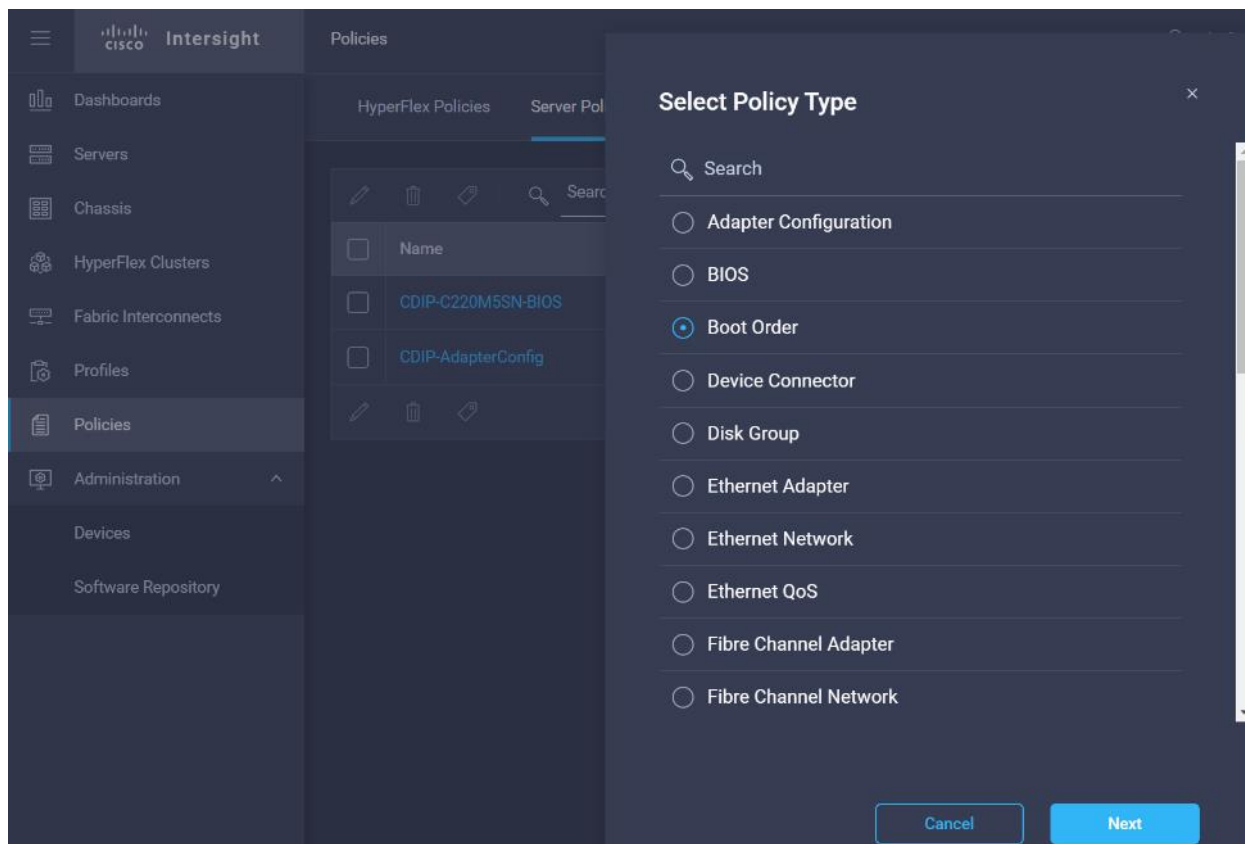 cisco Intersight
Policies
Dashboards
Servers
Chassis
HyperFlex Clusters
Fabric Interconnects
Profiles
Policies
Administration
Devices
Software Repository
HyperFlex Policies
Server Pol
Searc
Name
CDIP-C220M5SN-BIOS
CDIP-AdapterConfig
Select Policy Type
Search
Adapter Configuration
BIOS
Boot Order
Device Connector
Disk Group
Ethernet Adapter
Ethernet Network
Ethernet QoS
Fibre Channel Adapter
Fibre Channel Network
Cancel
Next